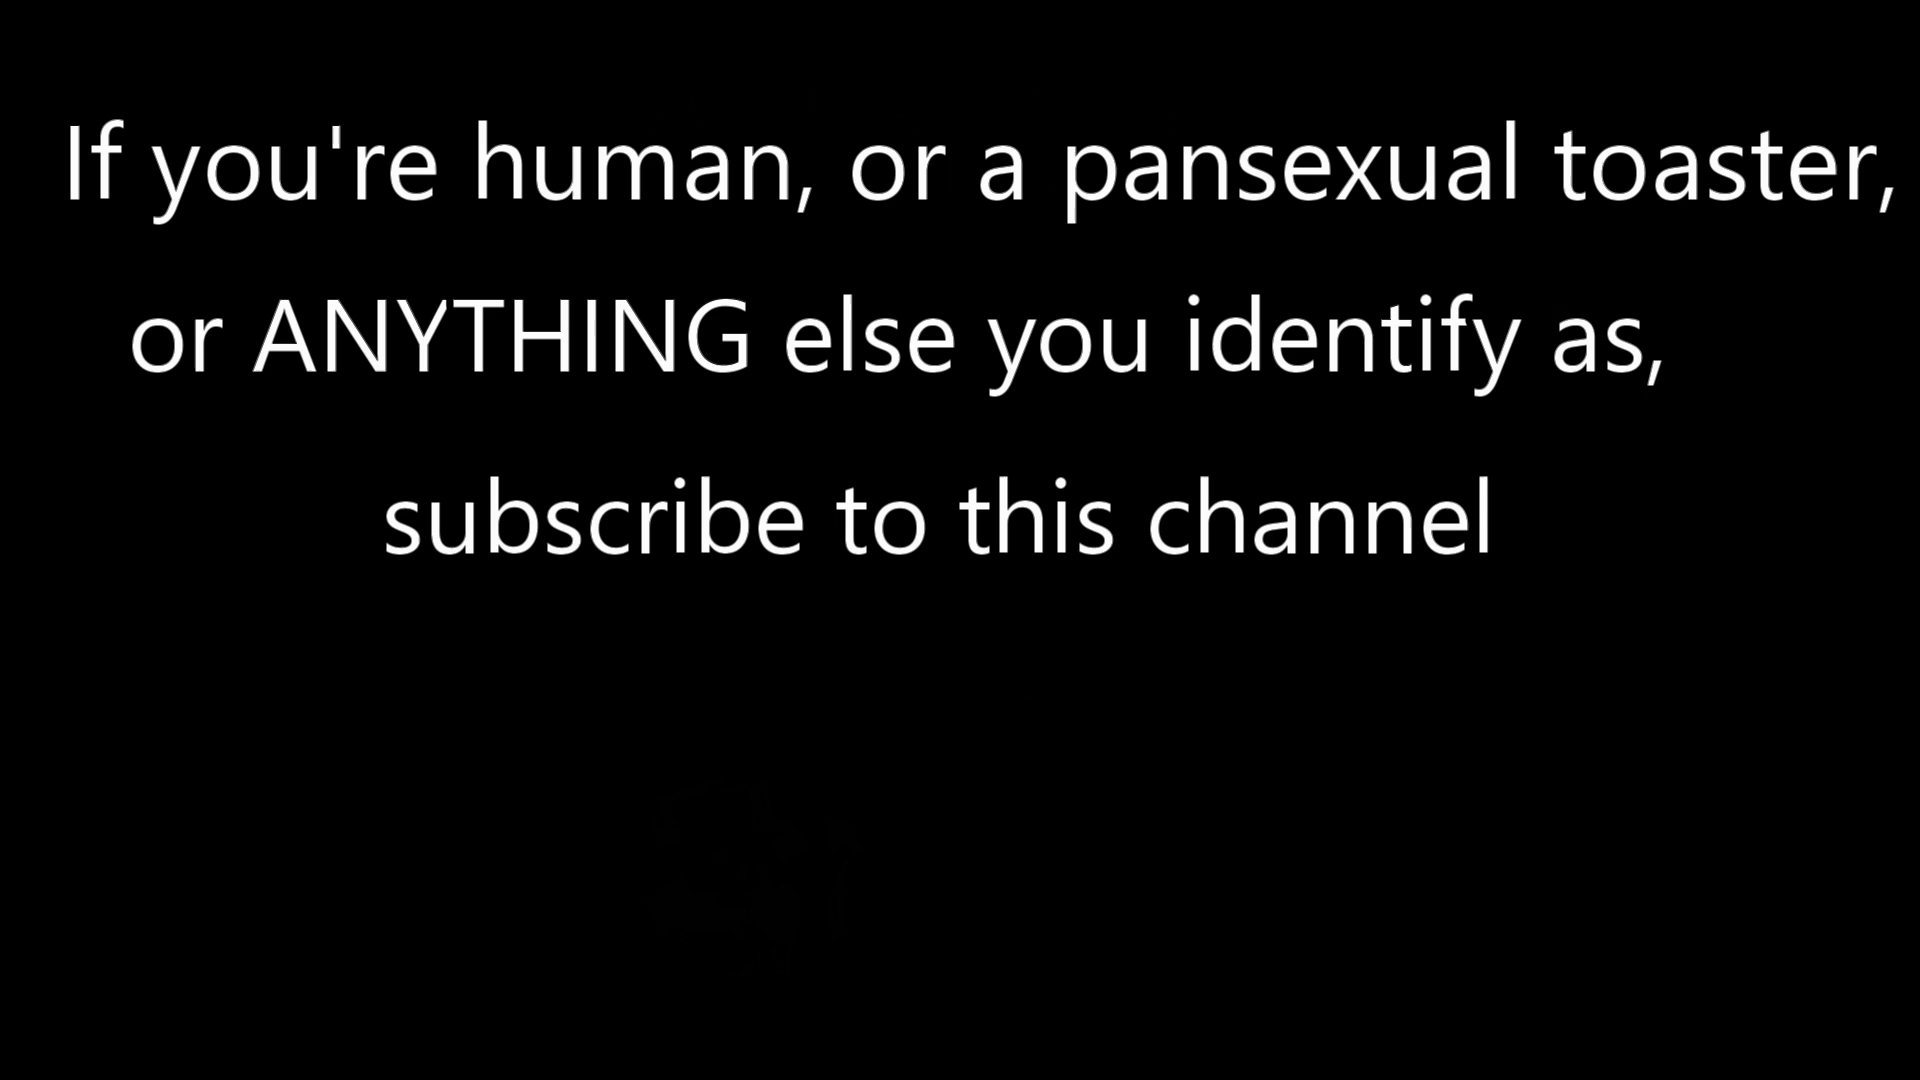 If you're human, or a pansexual toaster,
or ANYTHING else you identify as,
subscribe to this channel